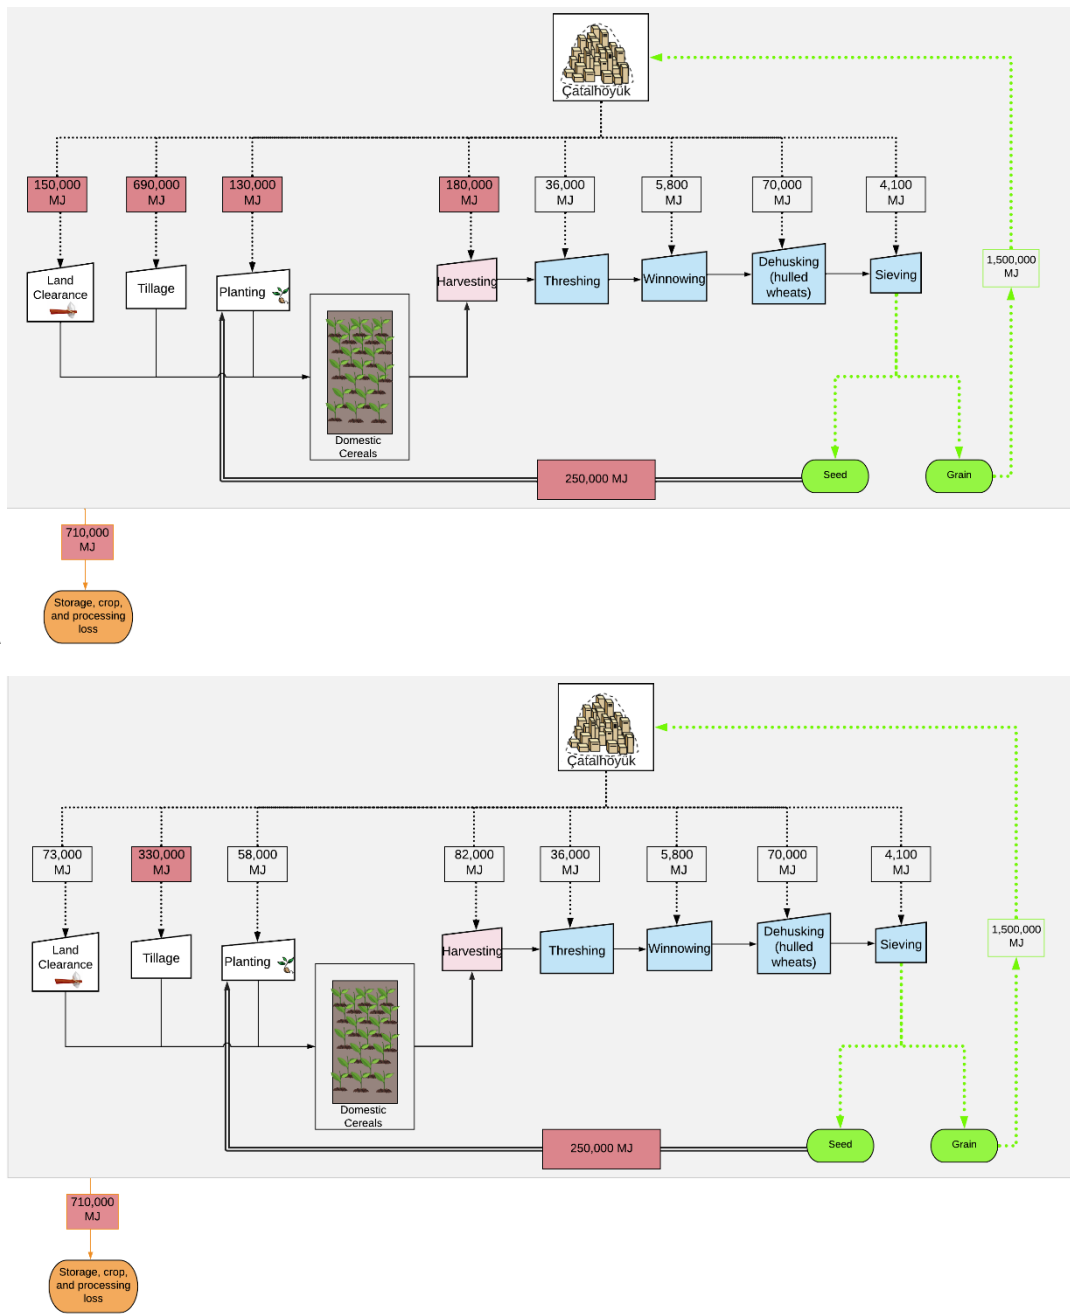 Çatalhöyük
150,000
MJ
690,000
MJ
130,000
MJ
180,000
MJ
36,000
MJ
5,800
MJ
70,000
MJ
4,100
MJ
1,500,000
MJ
Land
Clearance
Tillage
Planting
Harvesting
Threshing
Winnowing
Dehusking
(hulled
wheats)
Sieving
Domestic
Cereals
250,000 MJ
Seed
Grain
710,000
MJ
Storage, crop,
and processing
loss
Çatalhöyük
73,000
MJ
330,000
MJ
58,000
MJ
82,000
MJ
36,000
MJ
5,800
MJ
70,000
MJ
4,100
MJ
1,500,000
MJ
Land
Clearance
Tillage
Planting
Harvesting
Threshing
Winnowing
Dehusking
(hulled
wheats)
Sieving
Domestic
Cereals
250,000 MJ
Seed
Grain
710,000
MJ
Storage, crop,
and processing
loss